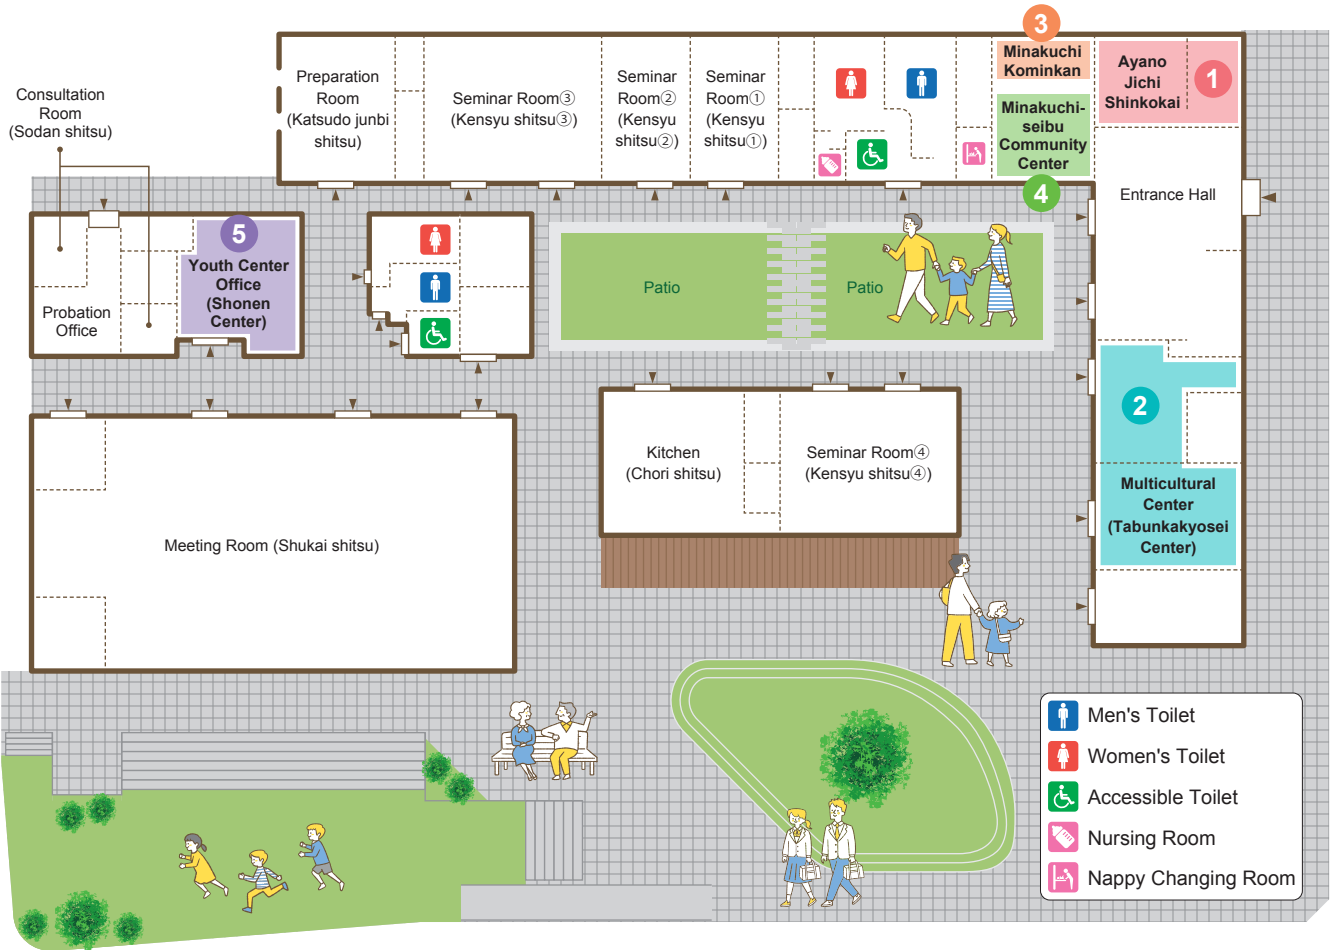 Consultation
Room
(Sodan shitsu)
Preparation
Room
(Katsudo junbi
shitsu)
Seminar Room③
(Kensyu shitsu③)
Seminar
Room②
(Kensyu
shitsu②)
Seminar
Room①
(Kensyu
shitsu①)
3
Minakuchi
Kominkan
Minakuchi-
seibu
Community
Center
4
Ayano
Jichi
Shinkokai
1
Entrance Hall
5
Youth Center
Office
(Shonen
Center)
Probation
Office
Patio
Patio
2
Multicultural
Center
(Tabunkakyosei
Center)
Kitchen
(Chori shitsu)
Seminar Room④
(Kensyu shitsu④)
Meeting Room (Shukai shitsu)
Men's Toilet
Women's Toilet
Accessible Toilet
Nursing Room
Nappy Changing Room